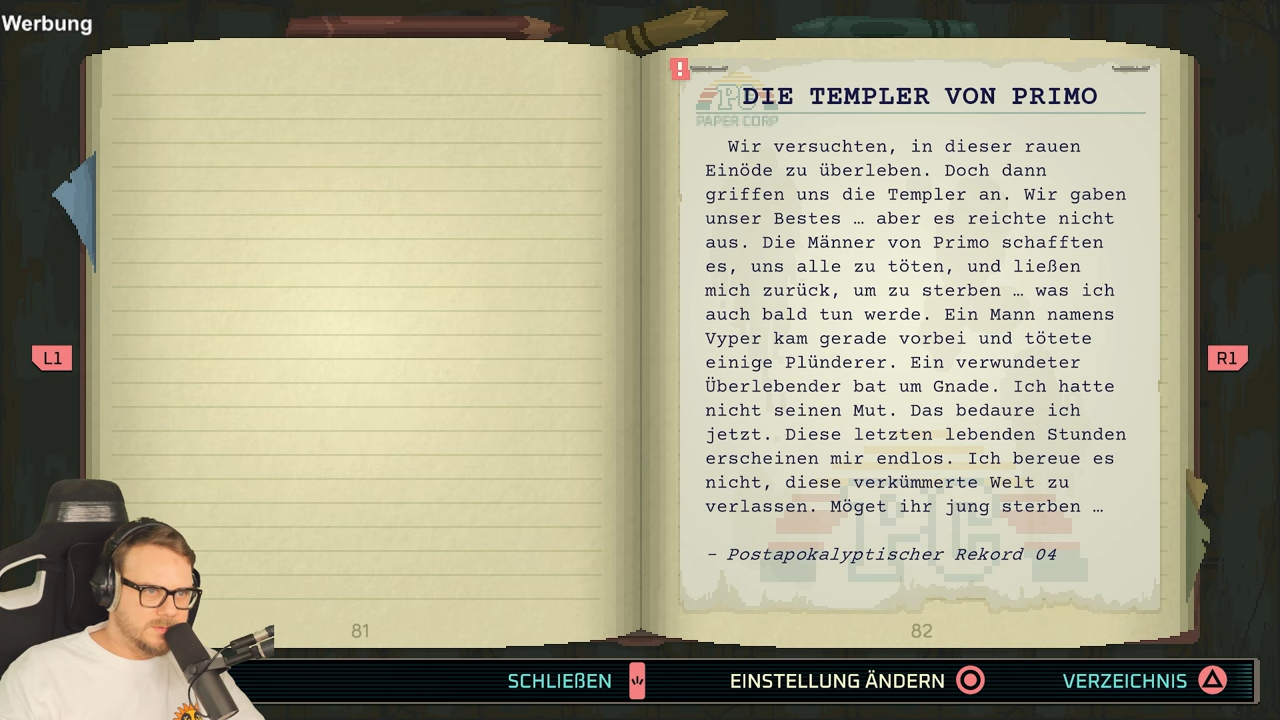 Werbung
PC
PAPER CORP
DIE TEMPLER VON PRIMO
Wir versuchten, in dieser rauen
Einöde zu überleben. Doch dann
griffen uns die Templer an. Wir gaben
unser Bestes … aber es reichte nicht
aus. Die Männer von Primo schafften
es, uns alle zu töten, und ließen
mich zurück, um zu sterben … was ich
auch bald tun werde. Ein Mann namens
Vyper kam gerade vorbei und tötete
einige Plünderer. Ein verwundeter
Überlebender bat um Gnade. Ich hatte
nicht seinen Mut. Das bedaure ich
jetzt. Diese letzten lebenden Stunden
erscheinen mir endlos. Ich bereue es
nicht, diese verkümmerte Welt zu
verlassen. Möget ihr jung sterben …
– Postapokalyptischer Rekord 04
PC
L1
R1
81
82
SCHLIEẞEN
EINSTELLUNG ÄNDERN
VERZEICHNIS